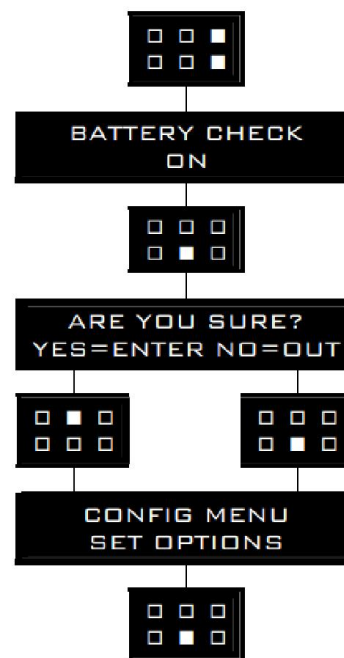 BATTERY CHECK
ON
ARE YOU SURE?
YES=ENTER NO=OUT
CONFIG MENU
SET OPTIONS